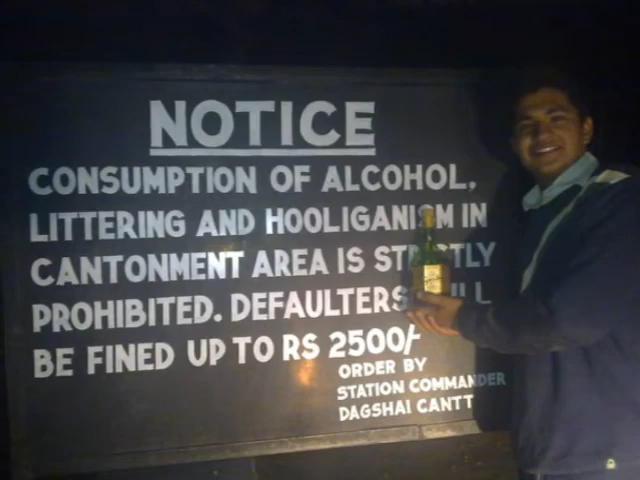 NOTICE
CONSUMPTION OF ALCOHOL,
LITTERING AND HOOLIGANISM IN
CANTONMENT AREA IS STRICTLY
PROHIBITED. DEFAULTERS WILL
BE FINED UP TO RS 2500/-
ORDER BY
STATION COMMANDER
DAGSHAI CANTT